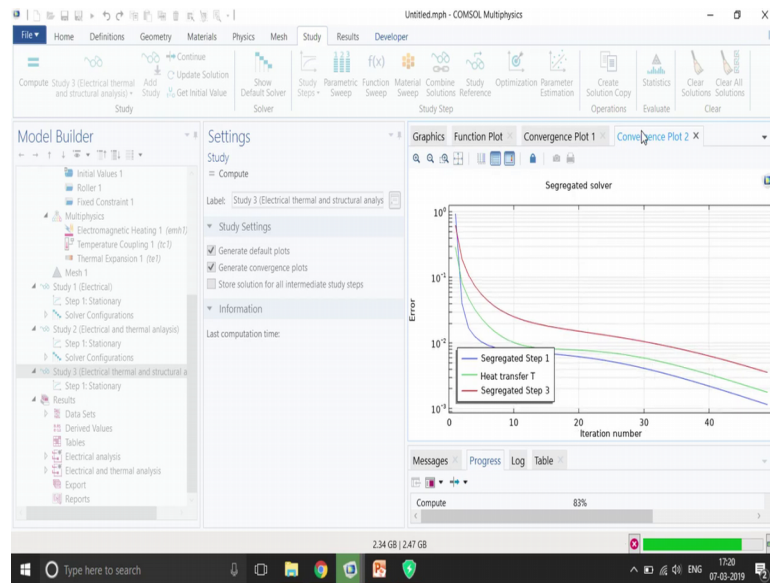 Untitled.mph - COMSOL Multiphysics
File Home Definitions Geometry Materials Physics Mesh Study Results Developer
Compute
Study 3 (Electrical thermal and structural analysis)
Add Study
Continue
Update Solution
Get Initial Value
Show Default Solver
Study Steps
Parametric Sweep
Function Sweep
Material Sweep
Combine Solutions
Study Reference
Optimization
Parameter Estimation
Create Solution Copy
Statistics
Clear Solutions
Clear All Solutions
Study Solver Study Step Operations Evaluate Clear
Model Builder
Initial Values 1
Roller 1
Fixed Constraint 1
Multiphysics
Electromagnetic Heating 1 (emh1)
Temperature Coupling 1 (tc1)
Thermal Expansion 1 (te1)
Mesh 1
Study 1 (Electrical)
Step 1: Stationary
Solver Configurations
Study 2 (Electrical and thermal anlaysis)
Step 1: Stationary
Solver Configurations
Study 3 (Electrical thermal and structural a
Step 1: Stationary
Results
Data Sets
Derived Values
Tables
Electrical analysis
Electrical and thermal analysis
Export
Reports
Settings
Study
= Compute
Label: Study 3 (Electrical thermal and structural analys
Study Settings
Generate default plots
Generate convergence plots
Store solution for all intermediate study steps
Information
Last computation time:
Graphics Function Plot Convergence Plot 1 Convergence Plot 2
Segregated solver
10^0
10^-1
10^-2
10^-3
Error
Segregated Step 1
Heat transfer T
Segregated Step 3
0 10 20 30 40
Iteration number
Messages Progress Log Table
Compute 83%
2.34 GB | 2.47 GB
Type here to search
ENG
17:20
07-03-2019